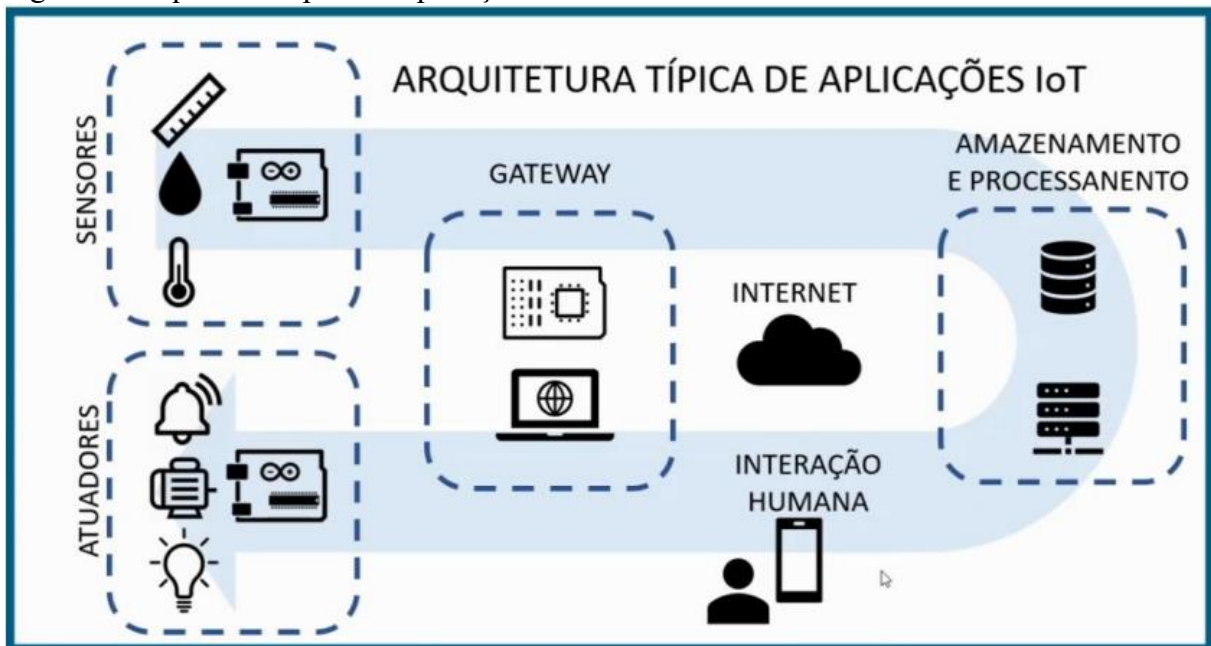 ARQUITETURA TÍPICA DE APLICAÇÕES IoT
SENSORES
GATEWAY
AMAZENAMENTO
E PROCESSANENTO
INTERNET
ATUADORES
INTERAÇÃO
HUMANA